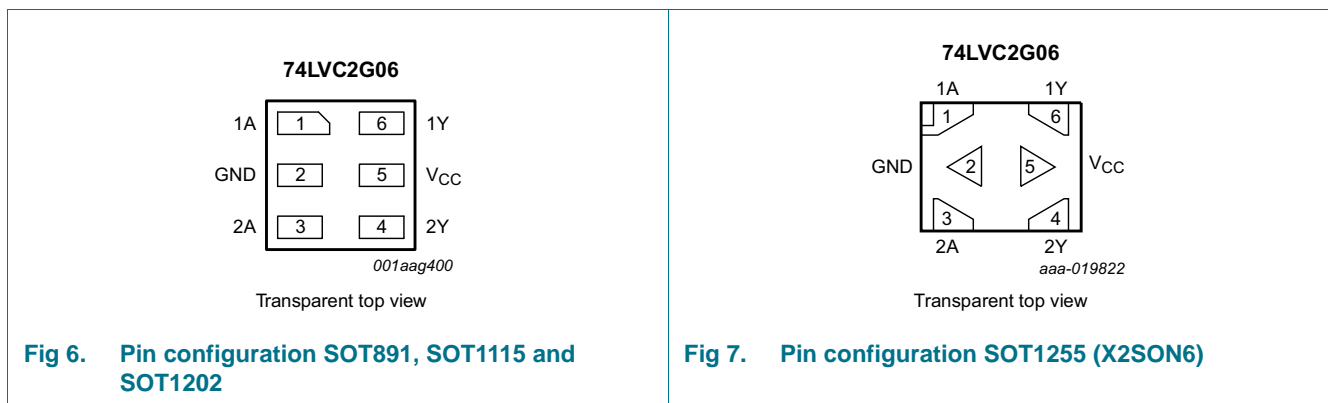 74LVC2G06
1A 1 6 1Y
GND 2 5 VCC
2A 3 4 2Y
001aag400
Transparent top view
Fig 6. Pin configuration SOT891, SOT1115 and
SOT1202
74LVC2G06
1A 1Y
1 6
GND 2 5 VCC
3 4
2A 2Y
aaa-019822
Transparent top view
Fig 7. Pin configuration SOT1255 (X2SON6)